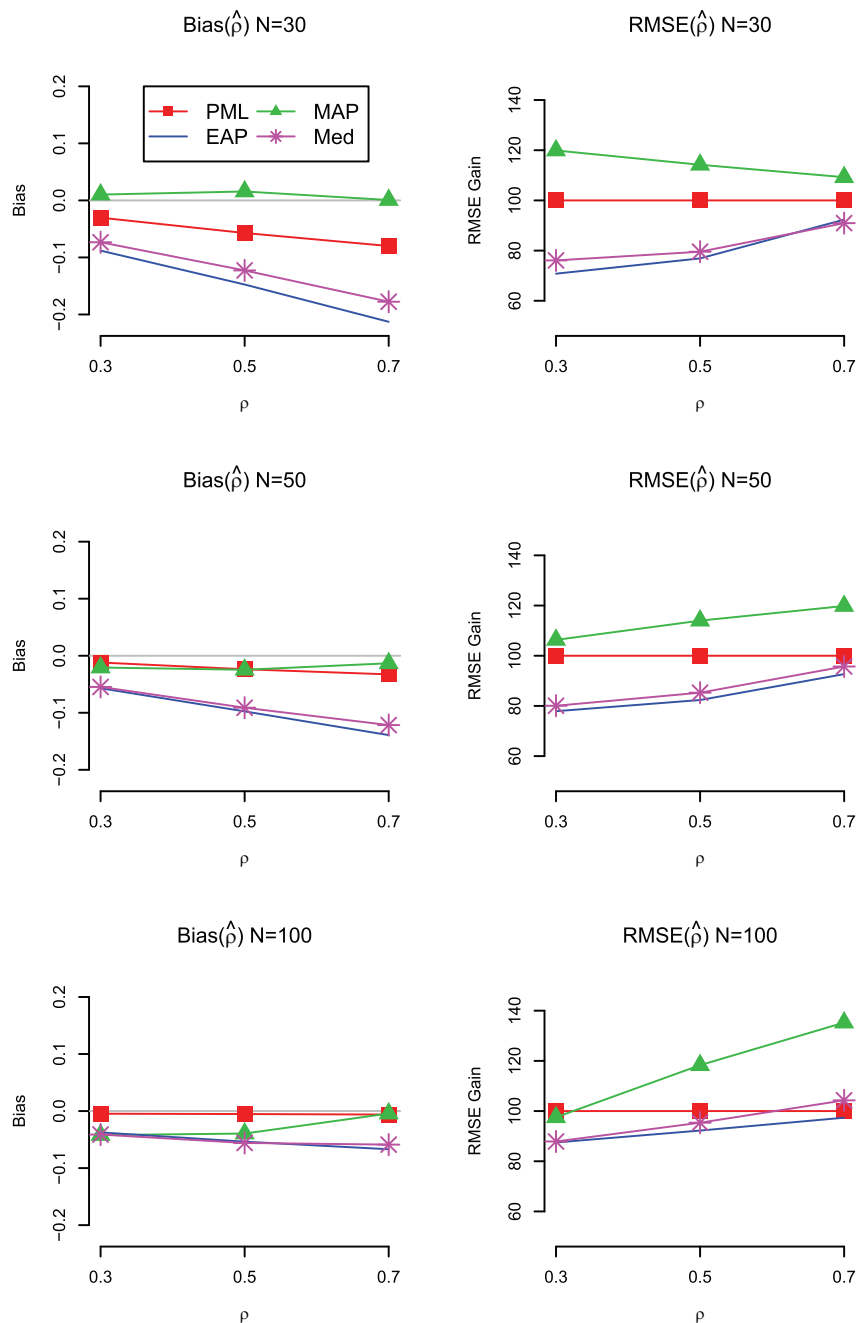 Bias(ρ̂) N=30
RMSE(ρ̂) N=30
PML
MAP
EAP
Med
Bias
0.2
0.1
0.0
−0.1
−0.2
0.3
0.5
0.7
ρ
RMSE Gain
140
120
100
80
60
0.3
0.5
0.7
ρ
Bias(ρ̂) N=50
RMSE(ρ̂) N=50
Bias
0.2
0.1
0.0
−0.1
−0.2
0.3
0.5
0.7
ρ
RMSE Gain
140
120
100
80
60
0.3
0.5
0.7
ρ
Bias(ρ̂) N=100
RMSE(ρ̂) N=100
Bias
0.2
0.1
0.0
−0.1
−0.2
0.3
0.5
0.7
ρ
RMSE Gain
140
120
100
80
60
0.3
0.5
0.7
ρ